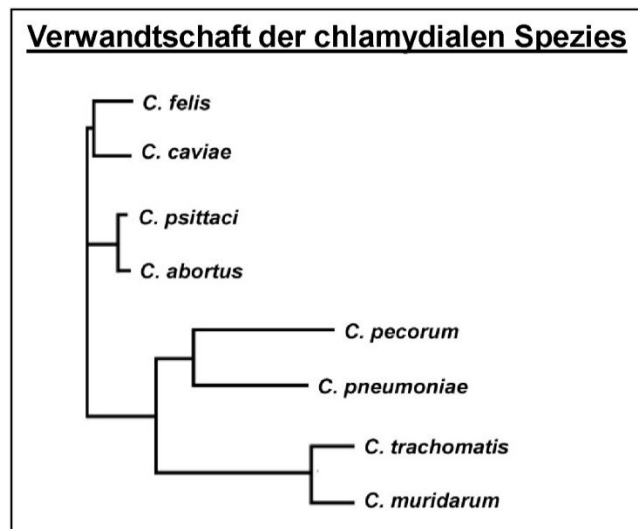 Verwandtschaft der chlamydialen Spezies
C. felis
C. caviae
C. psittaci
C. abortus
C. pecorum
C. pneumoniae
C. trachomatis
C. muridarum